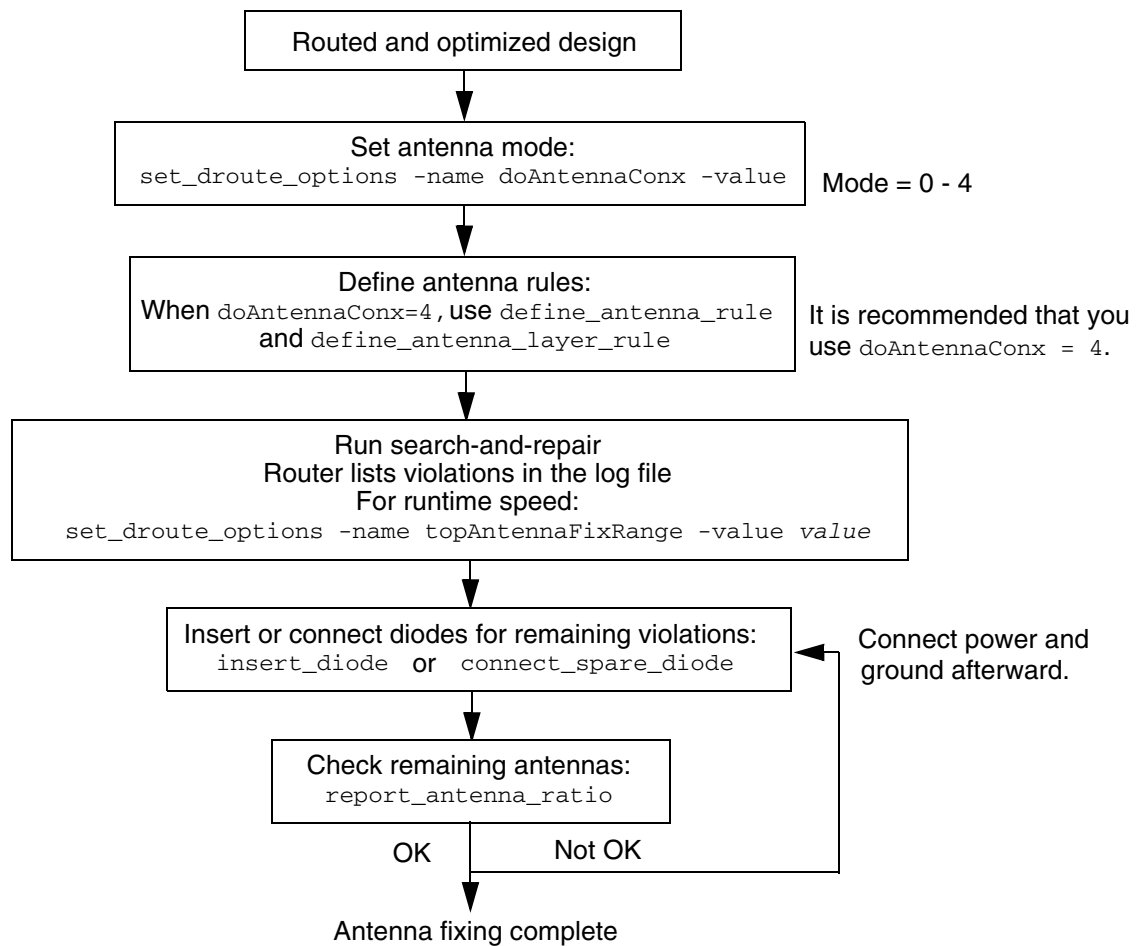 Routed and optimized design
Set antenna mode:
set_droute_options -name doAntennaConx -value
Mode = 0 - 4
Define antenna rules:
When doAntennaConx=4, use define_antenna_rule
and define_antenna_layer_rule
It is recommended that you
use doAntennaConx = 4.
Run search-and-repair
Router lists violations in the log file
For runtime speed:
set_droute_options -name topAntennaFixRange -value value
Insert or connect diodes for remaining violations:
insert_diode or connect_spare_diode
Connect power and
ground afterward.
Check remaining antennas:
report_antenna_ratio
OK
Not OK
Antenna fixing complete